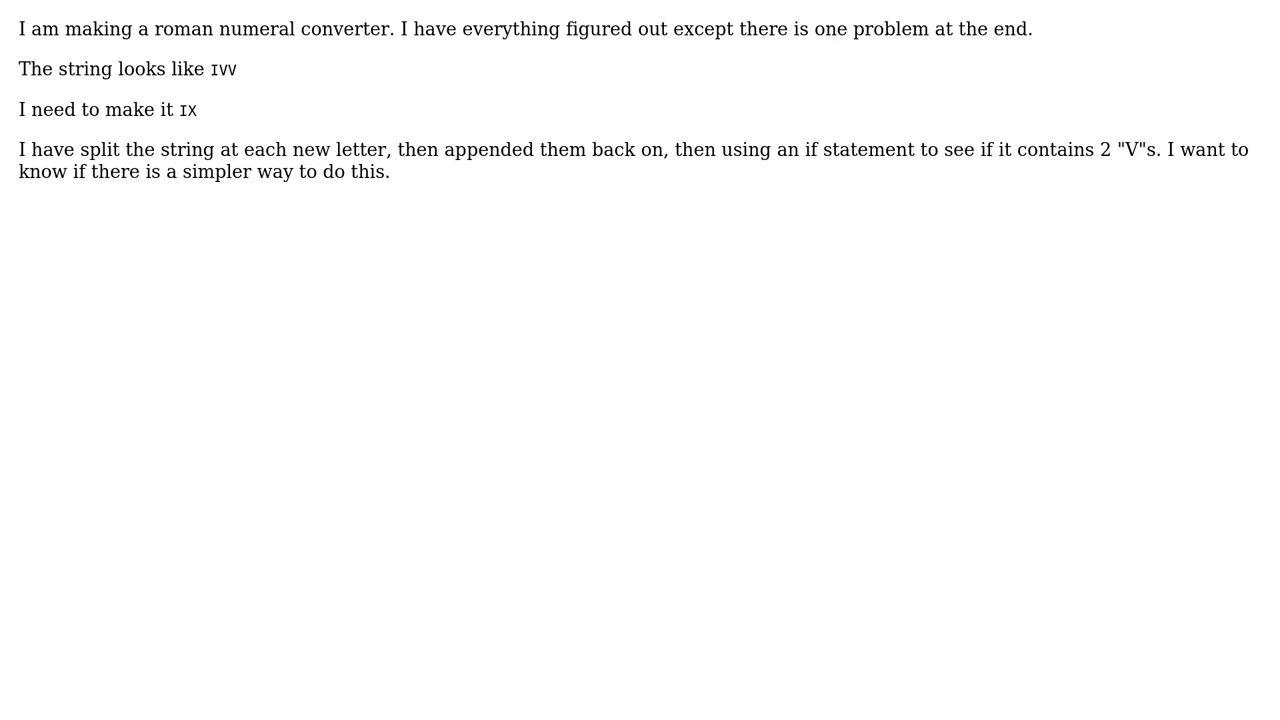 I am making a roman numeral converter. I have everything figured out except there is one problem at the end.
The string looks like IVV
I need to make it IX
I have split the string at each new letter, then appended them back on, then using an if statement to see if it contains 2 "V"s. I want to
know if there is a simpler way to do this.